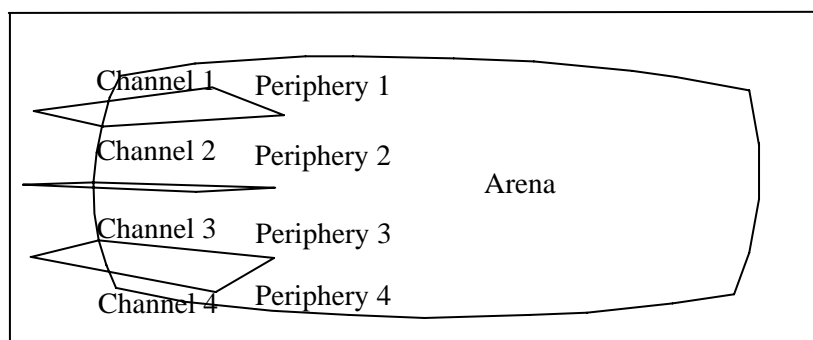 Channel 1 Periphery 1
Channel 2 Periphery 2
Arena
Channel 3 Periphery 3
Channel 4 Periphery 4